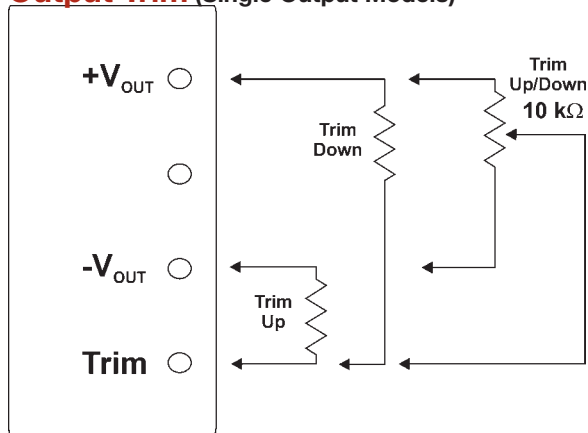 Output Trim (Single Output Models)
+VOUT
-VOUT
Trim
Trim
Down
Trim
Up
Trim
Up/Down
10 kΩ